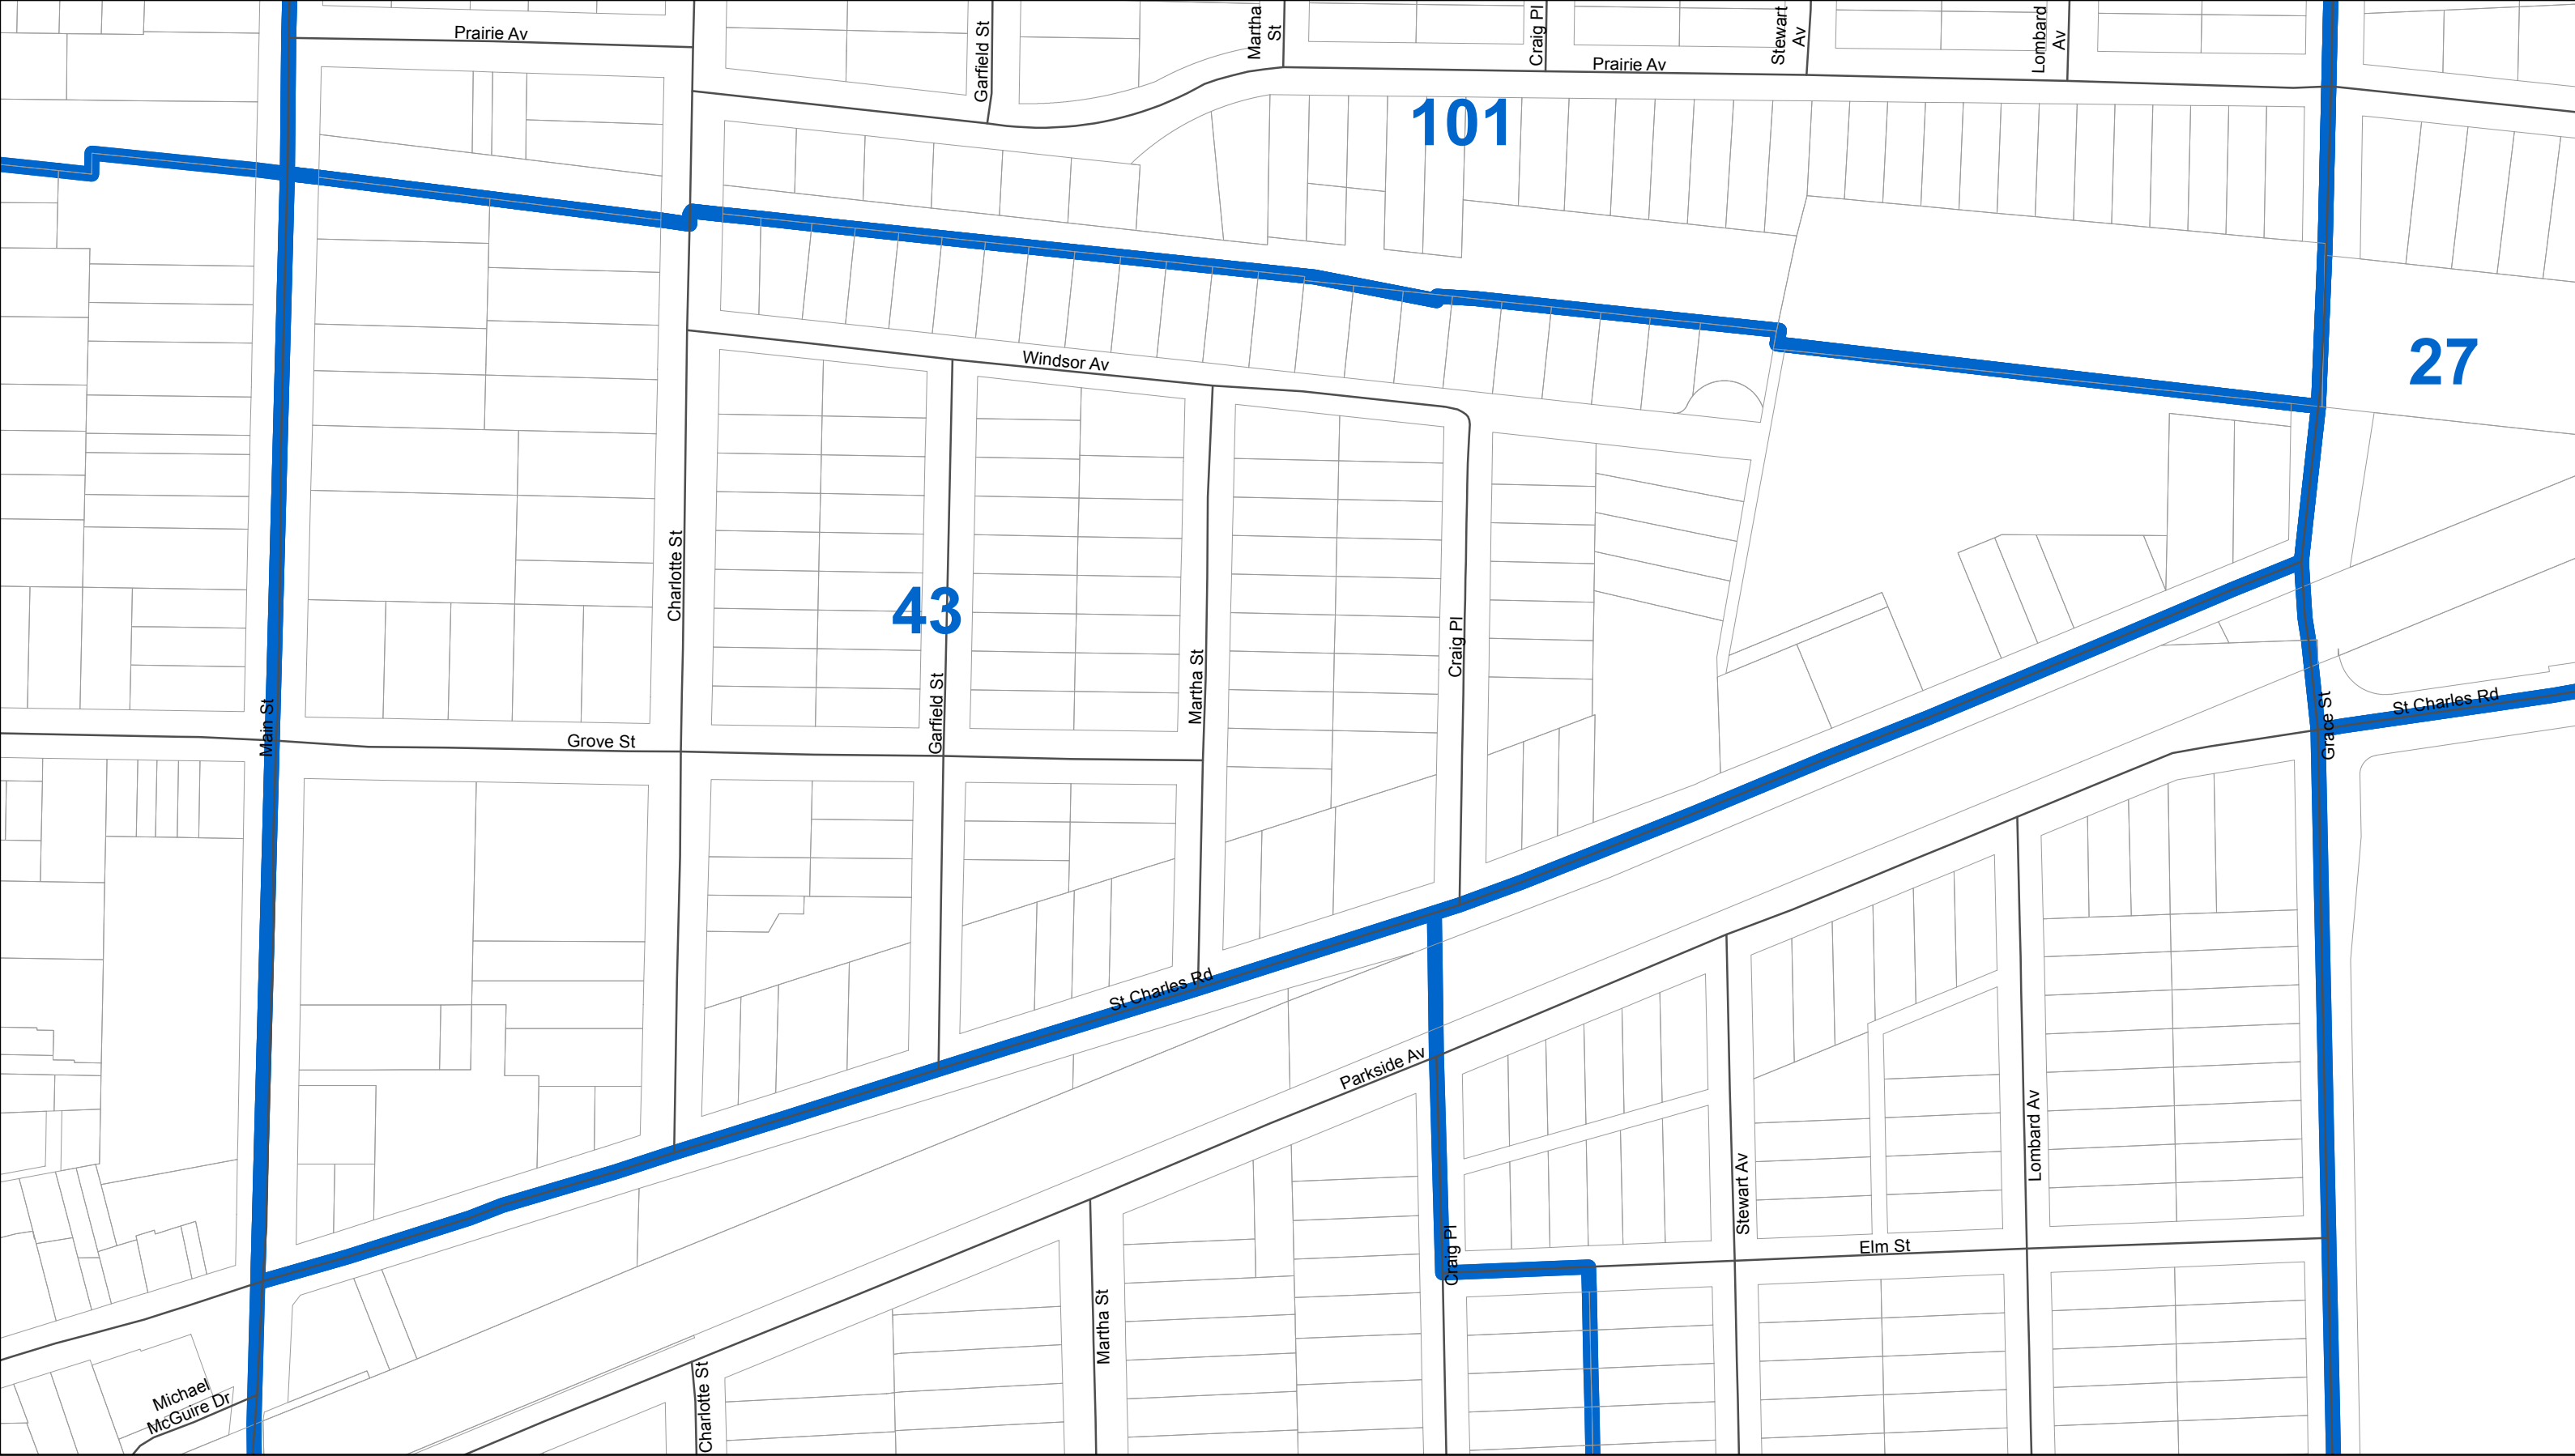 Prairie Av
Garfield St
Martha
St
Craig Pl
Stewart
Av
Lombard
Av
Prairie Av
101
27
Windsor Av
Charlotte St
43
Garfield St
Martha St
Craig Pl
Main St
Grove St
St Charles Rd
Grace St
St Charles Rd
Parkside Av
Stewart Av
Lombard Av
Craig Pl
Elm St
Martha St
Charlotte St
Michael
McGuire Dr